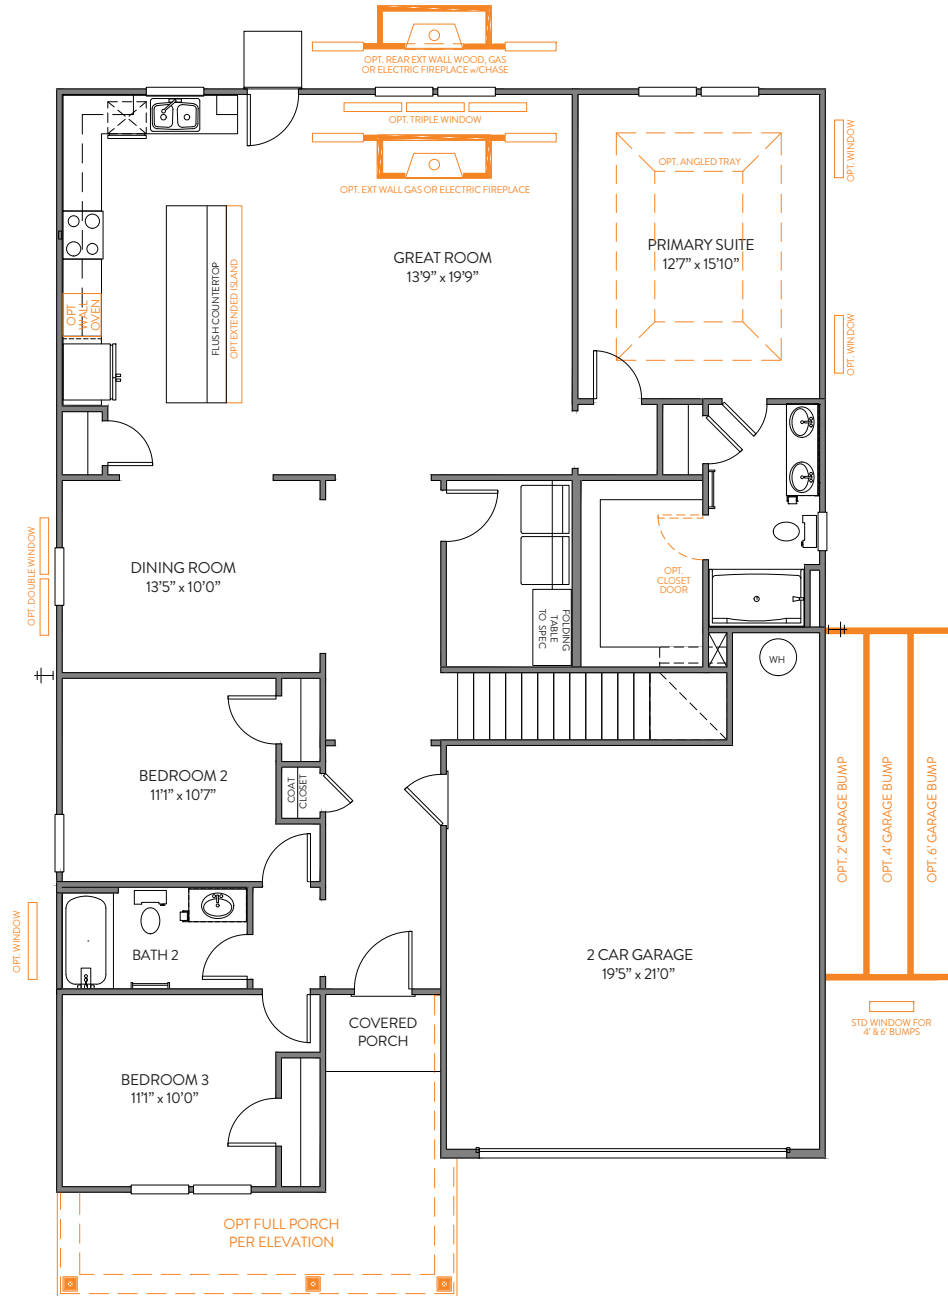 OPT. REAR EXT WALL WOOD, GAS
OR ELECTRIC FIREPLACE w/CHASE
OPT. TRIPLE WINDOW
OPT. EXT WALL GAS OR ELECTRIC FIREPLACE
OPT. WINDOW
OPT. ANGLED TRAY
PRIMARY SUITE
12'7" x 15'10"
GREAT ROOM
13'9" x 19'9"
FLUSH COUNTERTOP
OPT EXTENDED ISLAND
OPT
WALL
OVEN
OPT. WINDOW
OPT. DOUBLE WINDOW
DINING ROOM
13'5" x 10'0"
FOLDING
TABLE
TO SPEC
OPT.
CLOSET
DOOR
WH
BEDROOM 2
11'1" x 10'7"
COAT
CLOSET
OPT. 2' GARAGE BUMP
OPT. 4' GARAGE BUMP
OPT. 6' GARAGE BUMP
OPT. WINDOW
BATH 2
2 CAR GARAGE
19'5" x 21'0"
COVERED
PORCH
STD WINDOW FOR
4' & 6' BUMPS
BEDROOM 3
11'1" x 10'0"
OPT FULL PORCH
PER ELEVATION